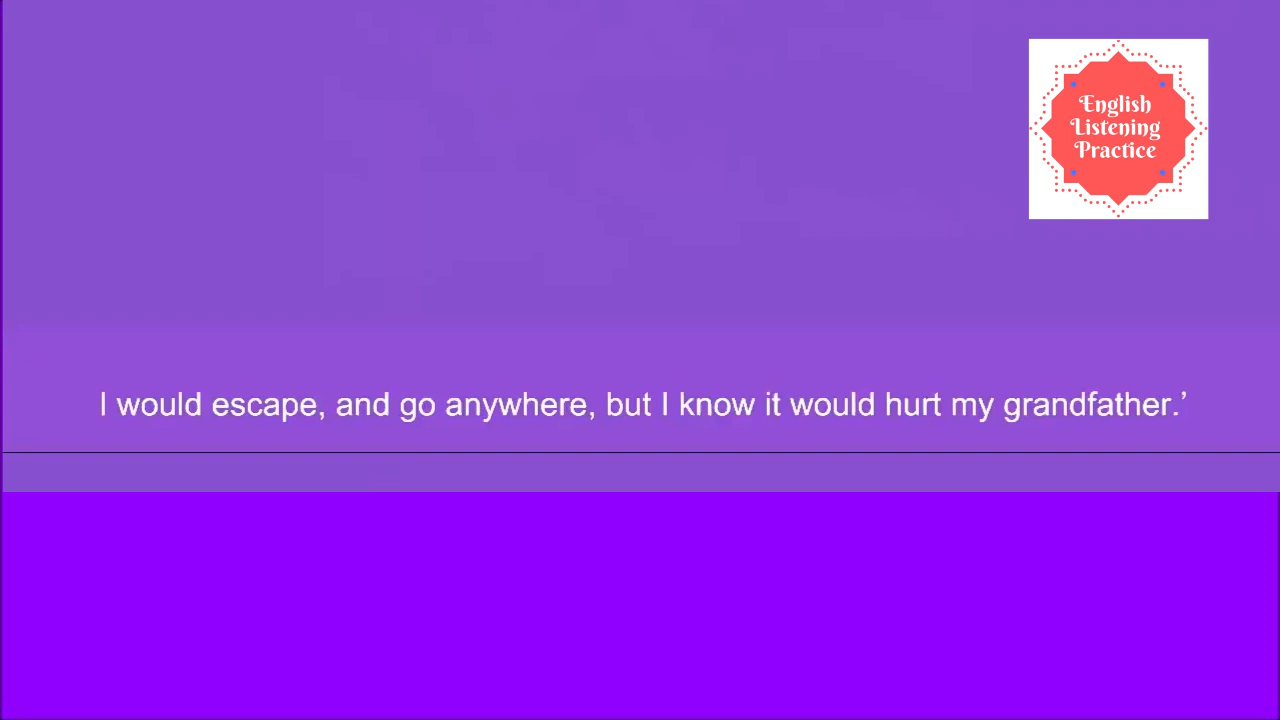 English
Listening
Practice
I would escape, and go anywhere, but I know it would hurt my grandfather.’